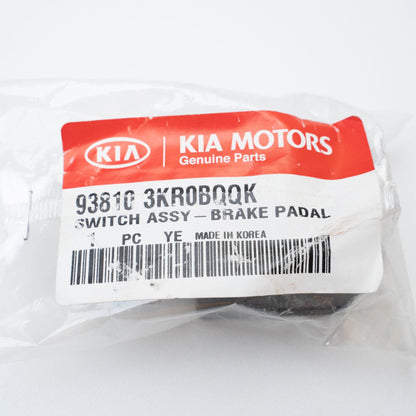 KIA
KIA MOTORS
Genuine Parts
93810 3KR0BQQK
SWITCH ASSY – BRAKE PADAL
1 PC YE MADE IN KOREA